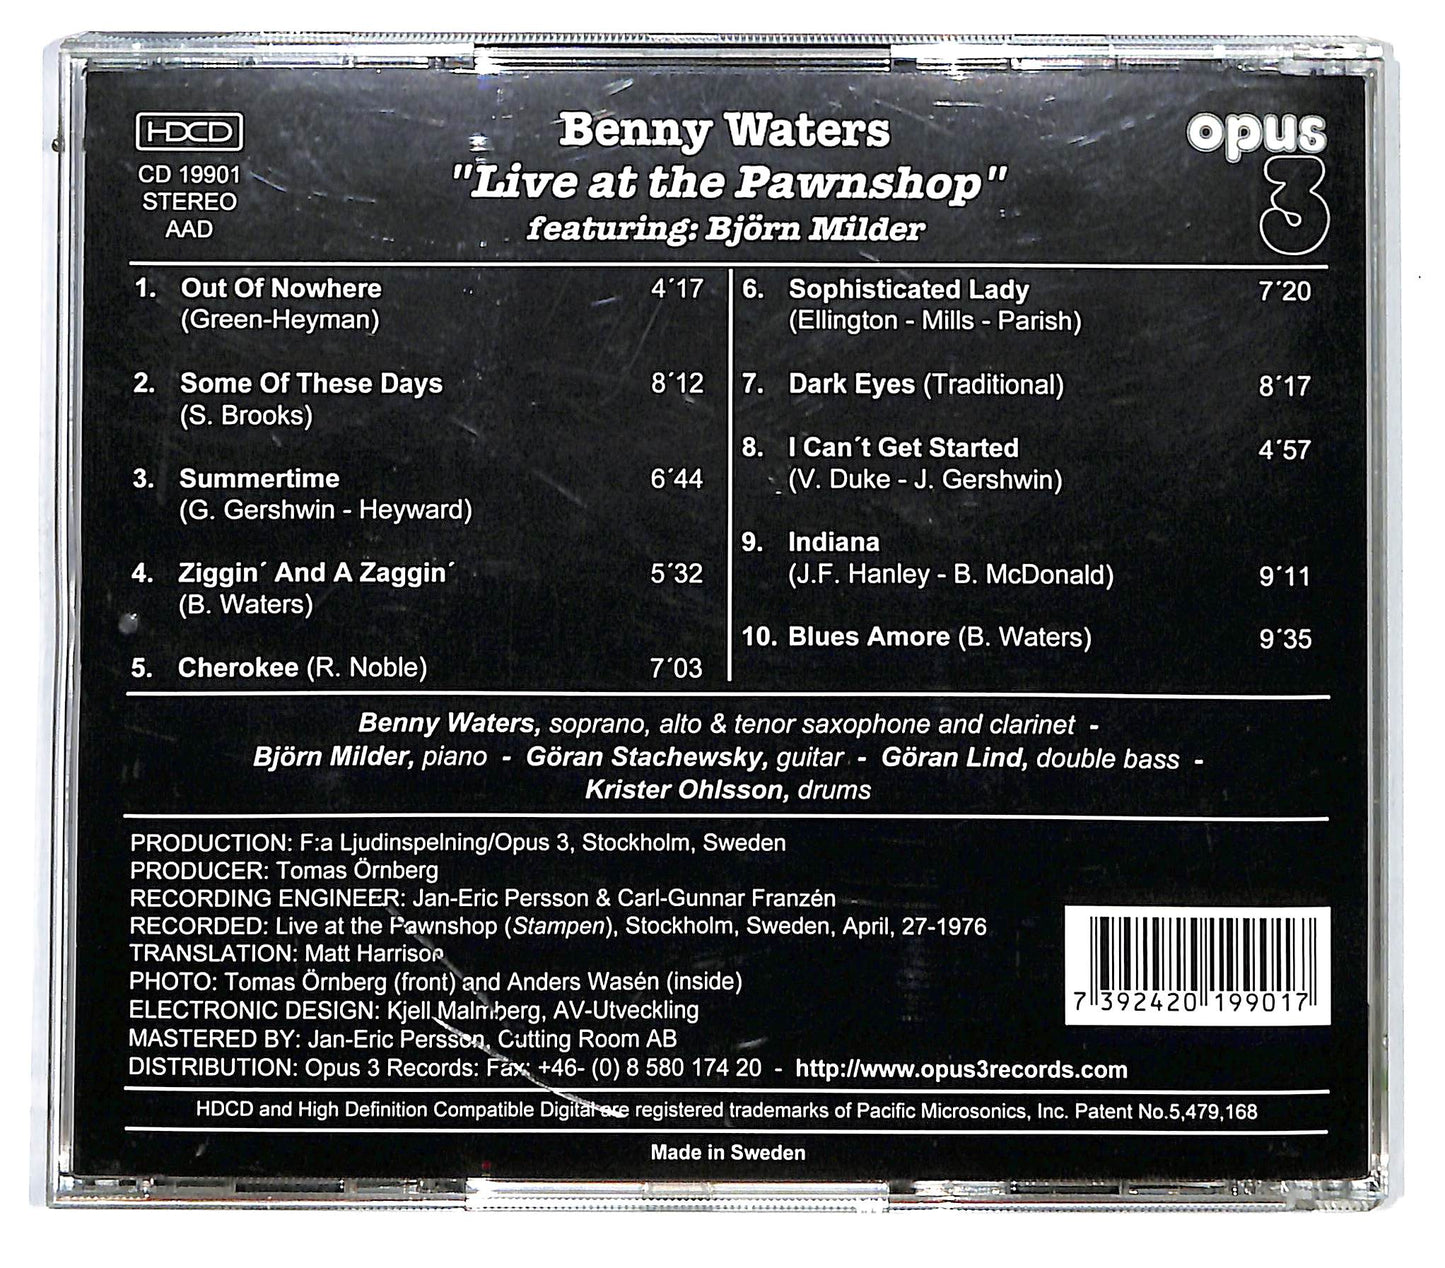 HDCD
CD 19901
STEREO
AAD
Benny Waters
"Live at the Pawnshop"
featuring: Björn Milder
opus
3
1. Out Of Nowhere 4´17
(Green-Heyman)
2. Some Of These Days 8´12
(S. Brooks)
3. Summertime 6´44
(G. Gershwin - Heyward)
4. Ziggin´ And A Zaggin´ 5´32
(B. Waters)
5. Cherokee (R. Noble) 7´03
6. Sophisticated Lady 7´20
(Ellington - Mills - Parish)
7. Dark Eyes (Traditional) 8´17
8. I Can´t Get Started 4´57
(V. Duke - J. Gershwin)
9. Indiana
(J.F. Hanley - B. McDonald) 9´11
10. Blues Amore (B. Waters) 9´35
Benny Waters, soprano, alto & tenor saxophone and clarinet -
Björn Milder, piano - Göran Stachewsky, guitar - Göran Lind, double bass -
Krister Ohlsson, drums
PRODUCTION: F:a Ljudinspelning/Opus 3, Stockholm, Sweden
PRODUCER: Tomas Örnberg
RECORDING ENGINEER: Jan-Eric Persson & Carl-Gunnar Franzén
RECORDED: Live at the Pawnshop (Stampen), Stockholm, Sweden, April, 27-1976
TRANSLATION: Matt Harrison
PHOTO: Tomas Örnberg (front) and Anders Wasén (inside)
ELECTRONIC DESIGN: Kjell Malmberg, AV-Utveckling
MASTERED BY: Jan-Eric Persson, Cutting Room AB
DISTRIBUTION: Opus 3 Records: Fax: +46- (0) 8 580 174 20 - http://www.opus3records.com
7 392420 199017
HDCD and High Definition Compatible Digital are registered trademarks of Pacific Microsonics, Inc. Patent No.5,479,168
Made in Sweden